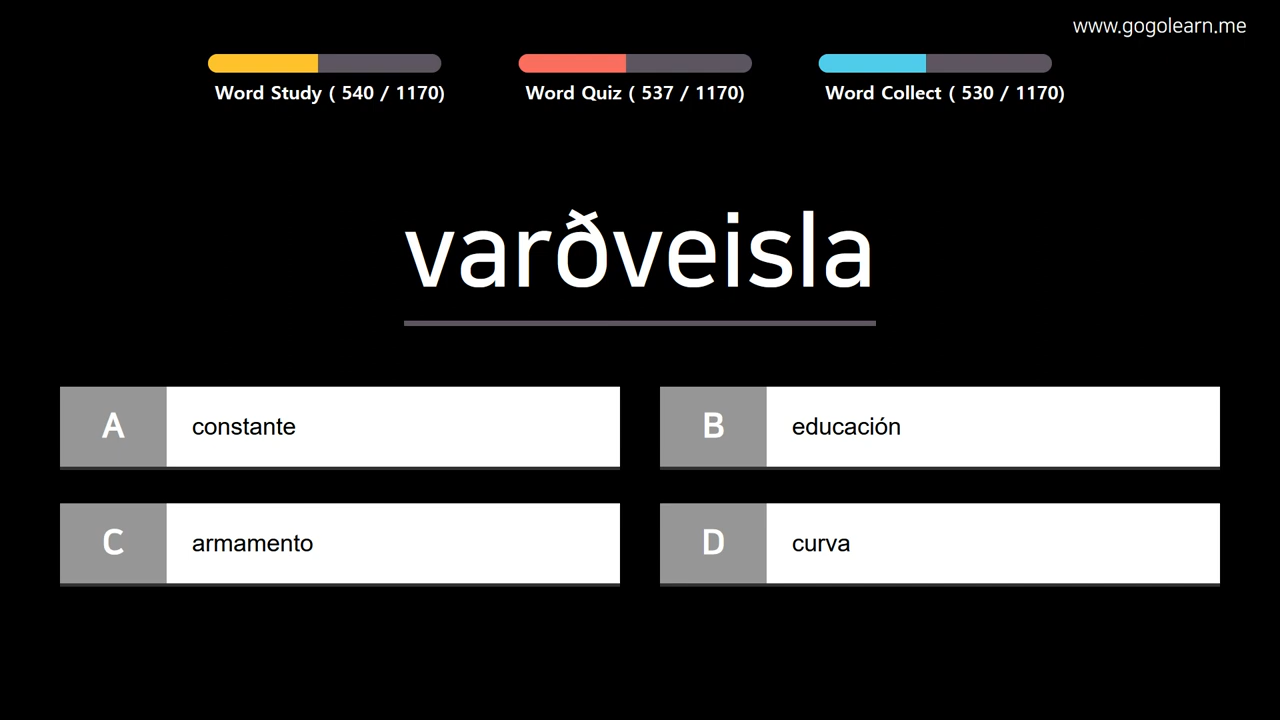 www.gogolearn.me
Word Study ( 540 / 1170)
Word Quiz ( 537 / 1170)
Word Collect ( 530 / 1170)
varðveisla
A constante
B educación
C armamento
D curva